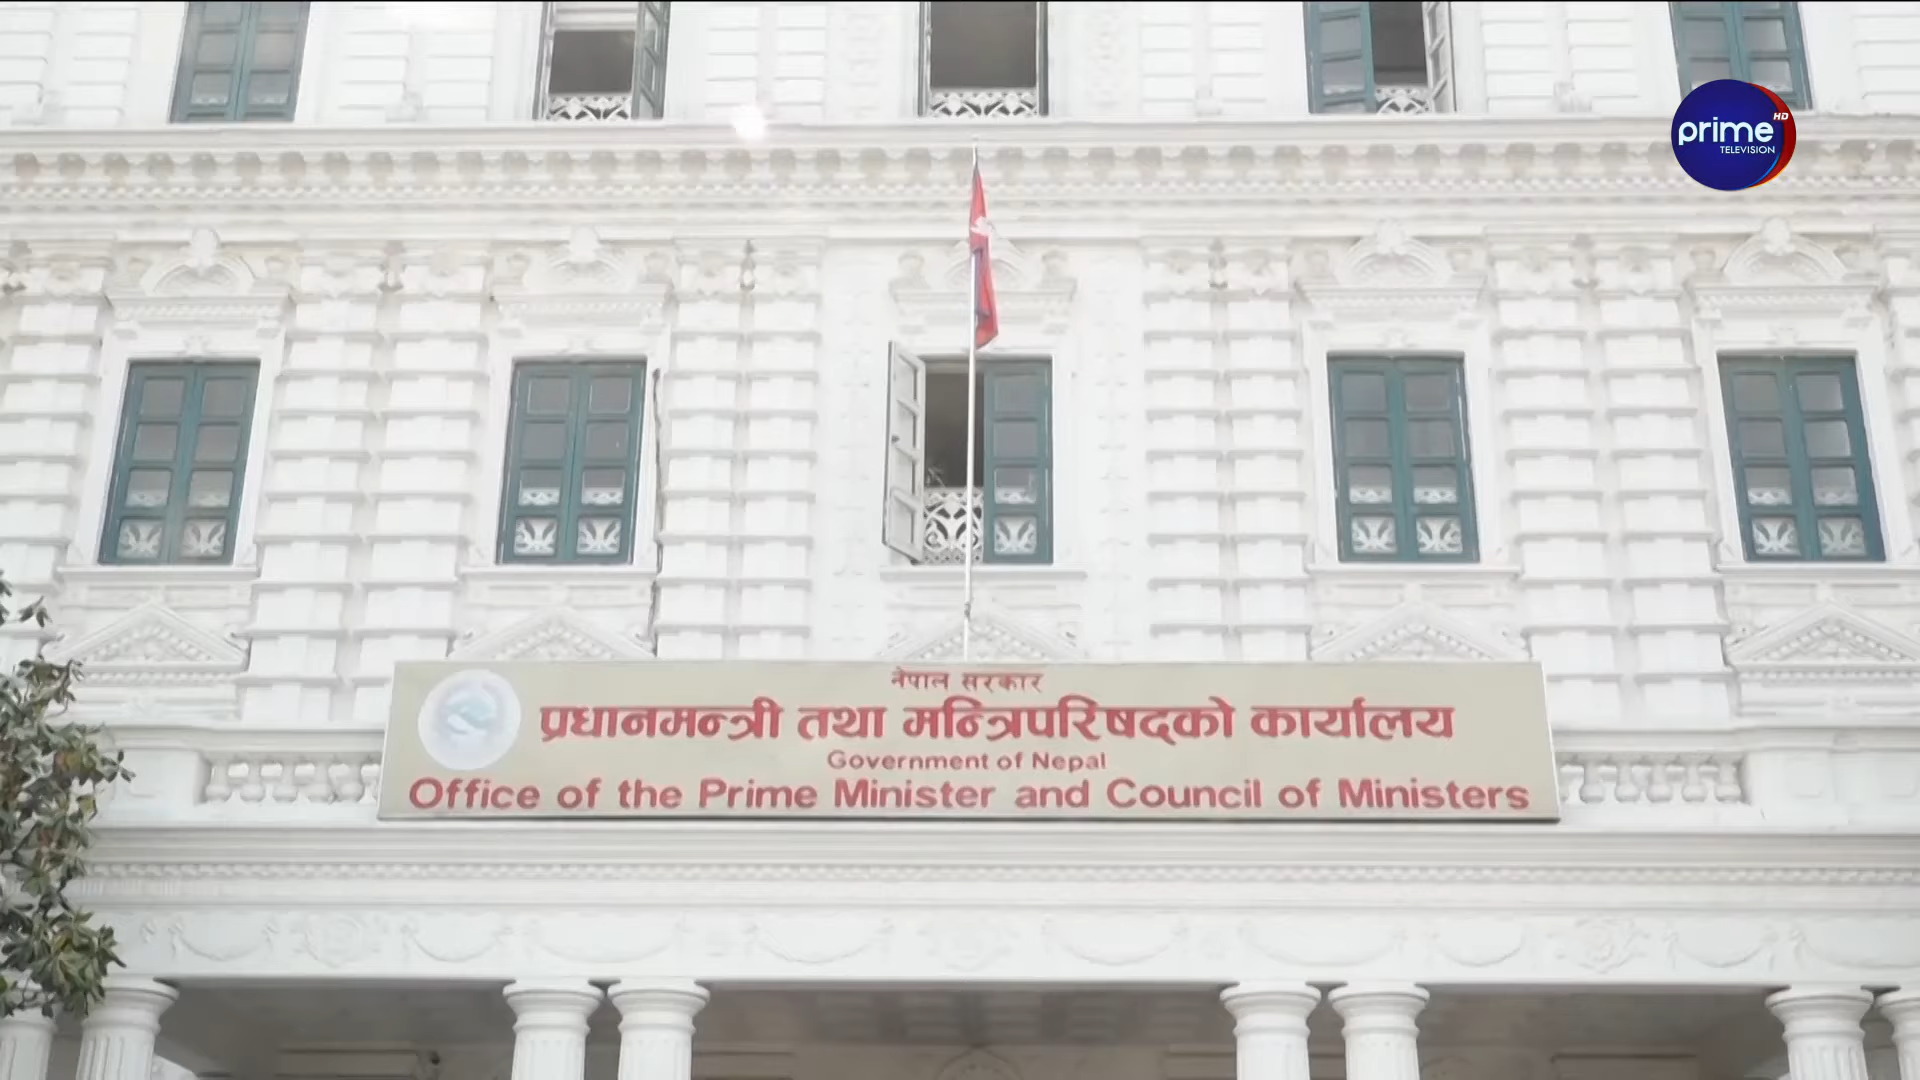 prime HD
TELEVISION
नेपाल सरकार
प्रधानमन्त्री तथा मन्त्रिपरिषदको कार्यालय
Government of Nepal
Office of the Prime Minister and Council of Ministers